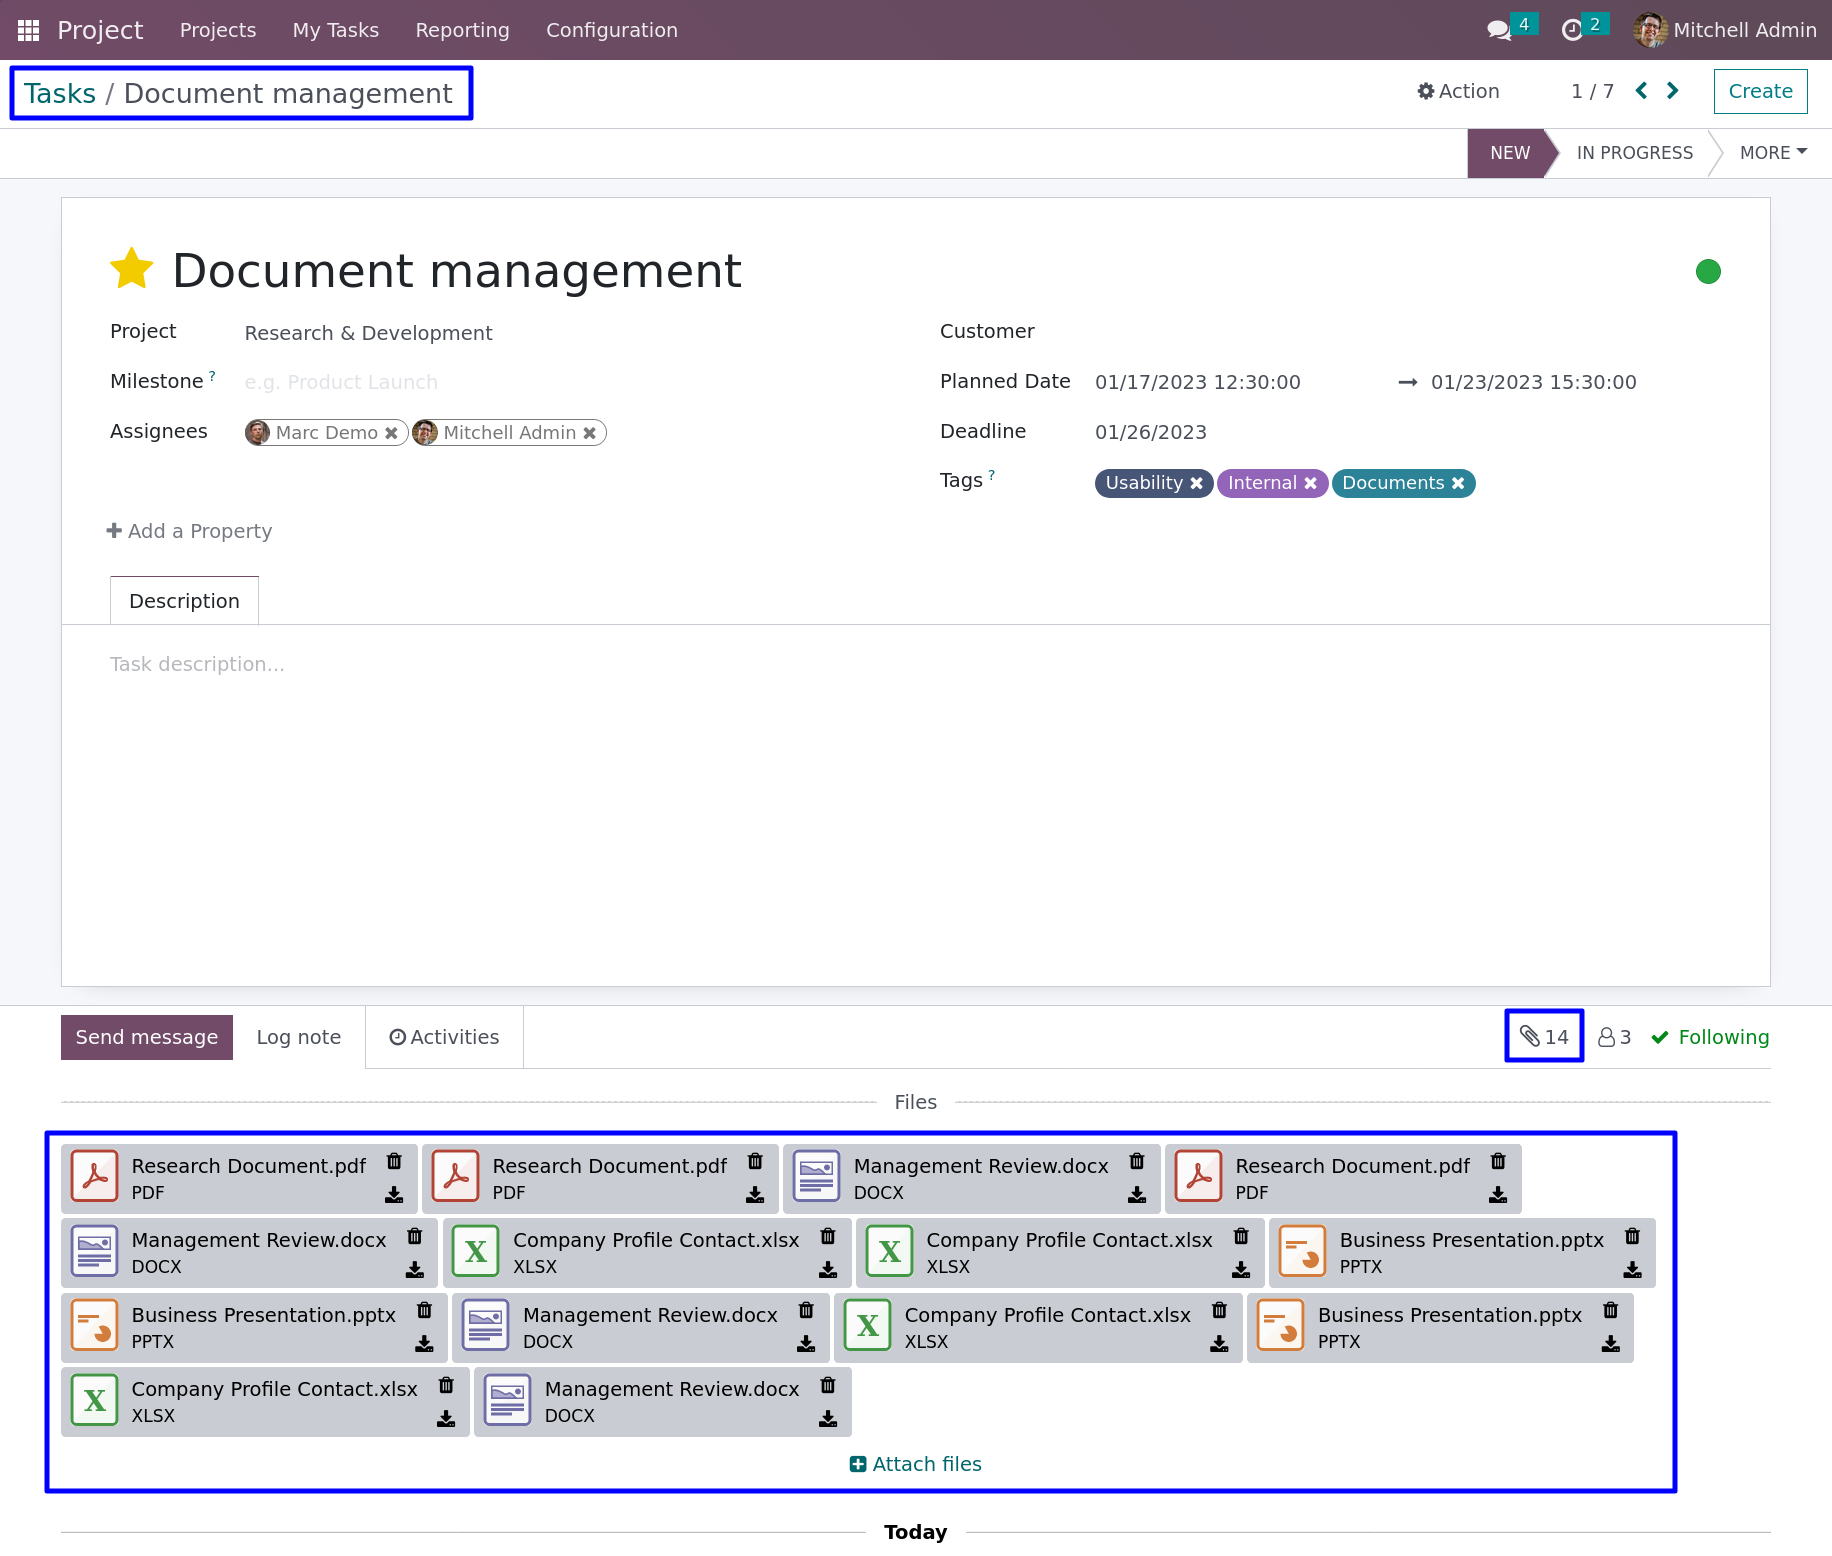 Project Projects My Tasks Reporting Configuration 4 2 Mitchell Admin
Tasks / Document management Action 1 / 7 Create
NEW IN PROGRESS MORE
Document management
Project Research & Development Customer
Milestone ? e.g. Product Launch Planned Date 01/17/2023 12:30:00 → 01/23/2023 15:30:00
Assignees Marc Demo Mitchell Admin Deadline 01/26/2023
Tags ? Usability Internal Documents
Add a Property
Description
Task description...
Send message Log note Activities 14 3 Following
Files
Research Document.pdf Research Document.pdf Management Review.docx Research Document.pdf
PDF PDF DOCX PDF
Management Review.docx Company Profile Contact.xlsx Company Profile Contact.xlsx Business Presentation.pptx
DOCX XLSX XLSX PPTX
Business Presentation.pptx Management Review.docx Company Profile Contact.xlsx Business Presentation.pptx
PPTX DOCX XLSX PPTX
Company Profile Contact.xlsx Management Review.docx
XLSX DOCX
Attach files
Today